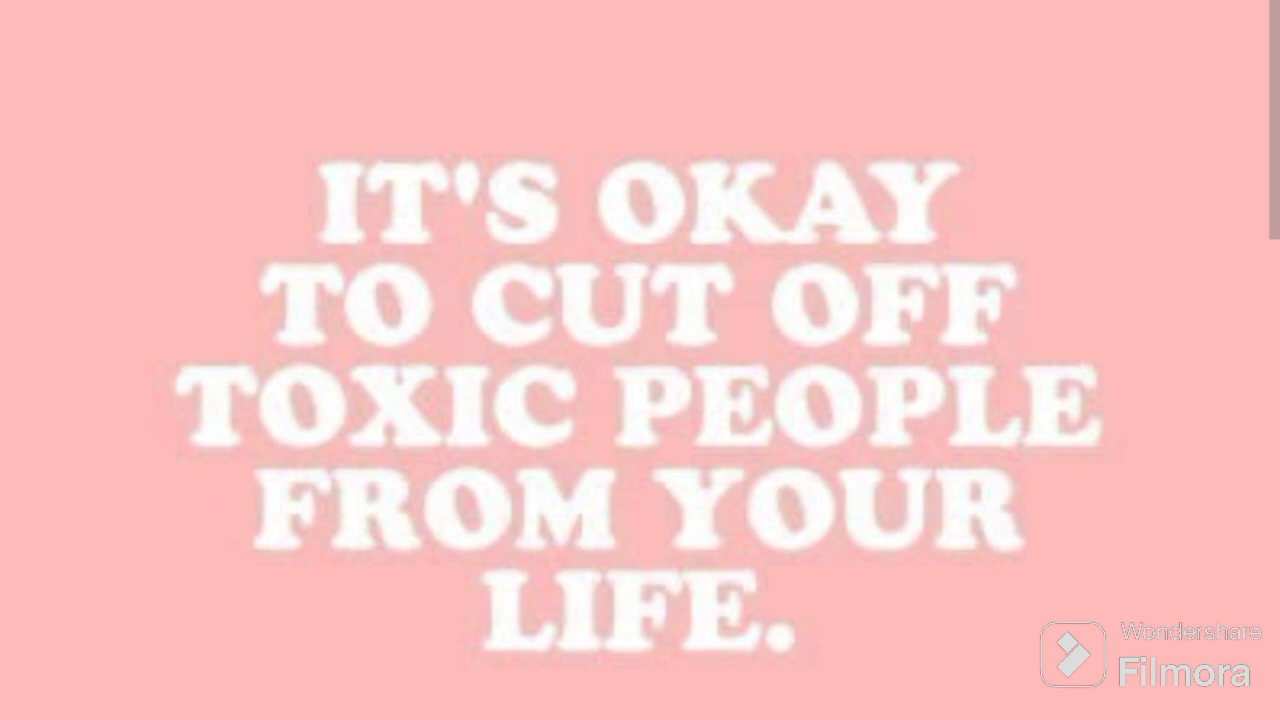 IT'S OKAY
TO CUT OFF
TOXIC PEOPLE
FROM YOUR
LIFE.
Wondershare
Filmora